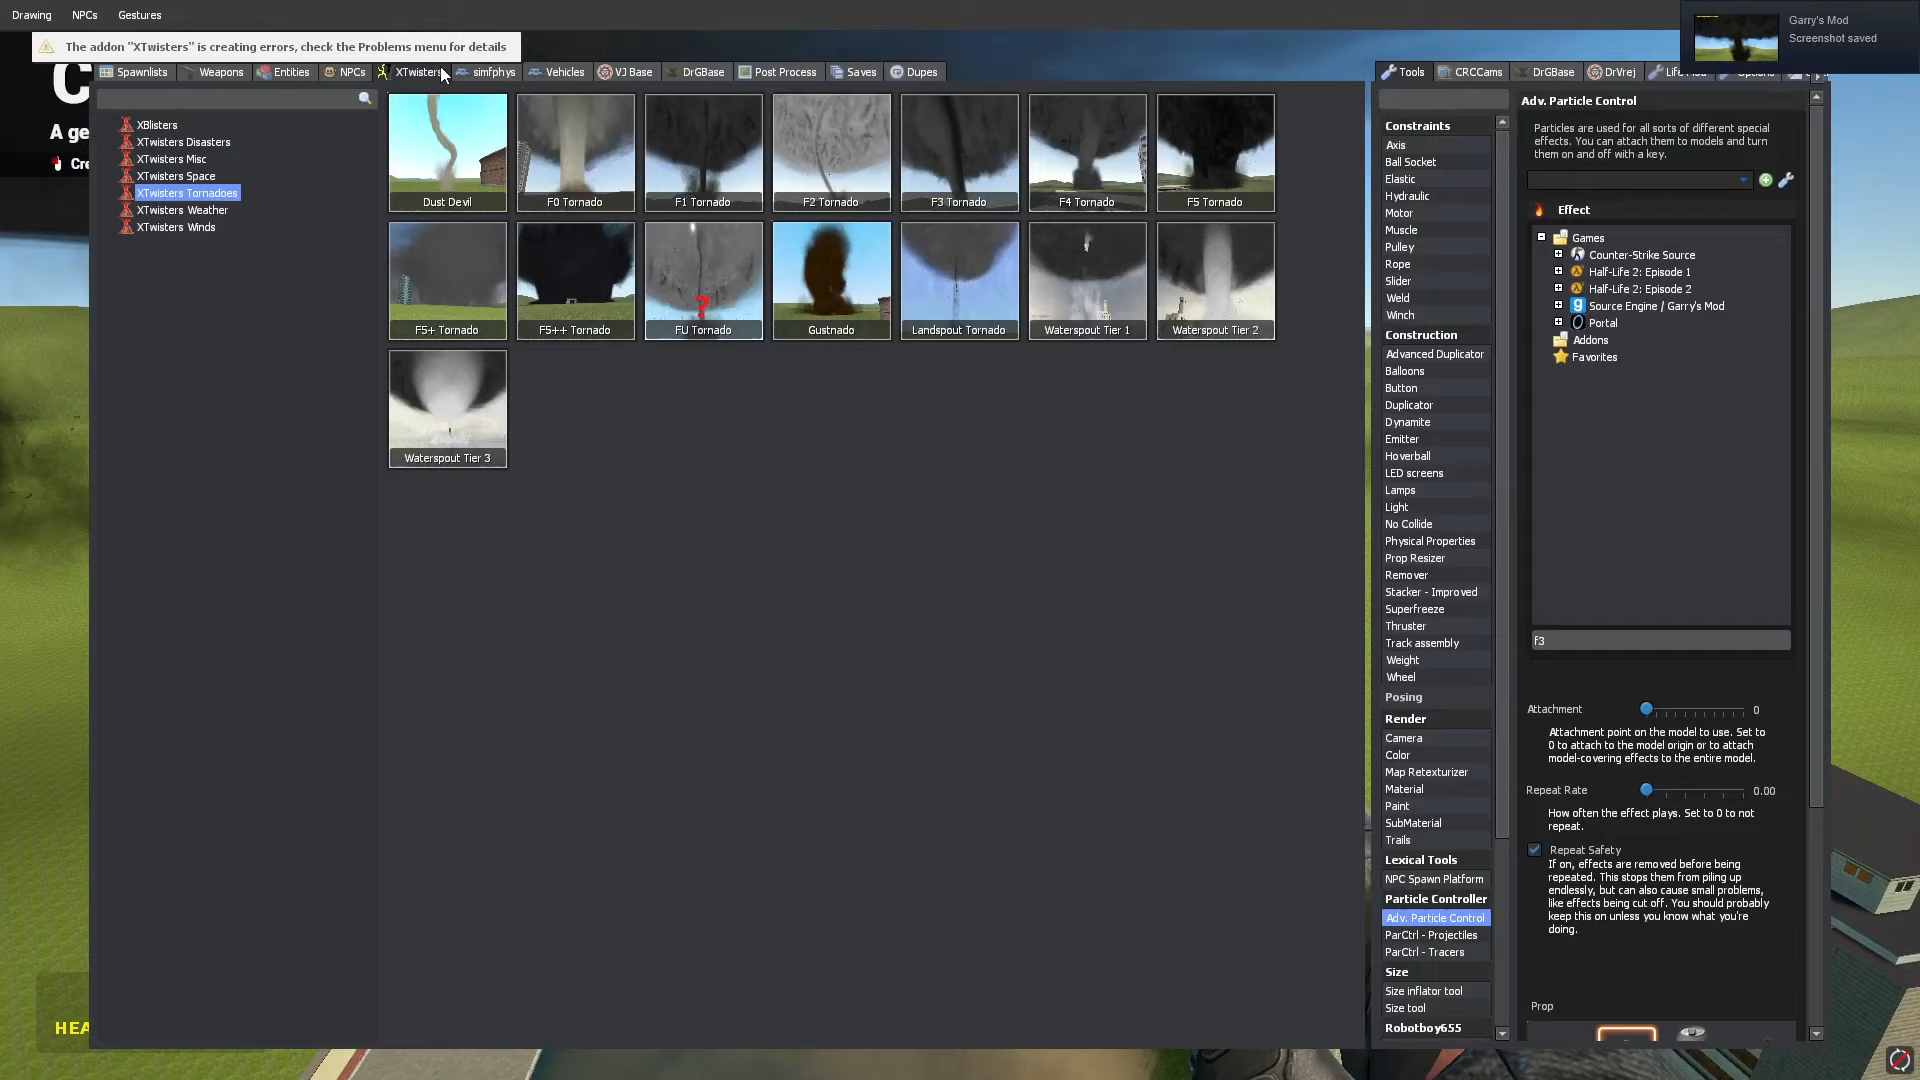 Drawing NPCs Gestures
Garry's Mod
Screenshot saved
The addon "XTwisters" is creating errors, check the Problems menu for details
Spawnlists Weapons Entities NPCs XTwisters simfphys Vehicles VJ Base DrGBase Post Process Saves Dupes
Tools CRCCams DrGBase DrVrej Options
C
A ge
Cre
HEA
XBlisters
XTwisters Disasters
XTwisters Misc
XTwisters Space
XTwisters Tornadoes
XTwisters Weather
XTwisters Winds
Dust Devil F0 Tornado F1 Tornado F2 Tornado F3 Tornado F4 Tornado F5 Tornado
F5+ Tornado F5++ Tornado FU Tornado Gustnado Landspout Tornado Waterspout Tier 1 Waterspout Tier 2
?
Waterspout Tier 3
Constraints
Axis
Ball Socket
Elastic
Hydraulic
Motor
Muscle
Pulley
Rope
Slider
Weld
Winch
Construction
Advanced Duplicator
Balloons
Button
Duplicator
Dynamite
Emitter
Hoverball
LED screens
Lamps
Light
No Collide
Physical Properties
Prop Resizer
Remover
Stacker - Improved
Superfreeze
Thruster
Track assembly
Weight
Wheel
Posing
Render
Camera
Color
Map Retexturizer
Material
Paint
SubMaterial
Trails
Lexical Tools
NPC Spawn Platform
Particle Controller
Adv. Particle Control
ParCtrl - Projectiles
ParCtrl - Tracers
Size
Size inflator tool
Size tool
Robotboy655
Adv. Particle Control
Particles are used for all sorts of different special
effects. You can attach them to models and turn
them on and off with a key.
Effect
Games
Counter-Strike Source
Half-Life 2: Episode 1
Half-Life 2: Episode 2
Source Engine / Garry's Mod
Portal
Addons
Favorites
f3
Attachment 0
Attachment point on the model to use. Set to
0 to attach to the model origin or to attach
model-covering effects to the entire model.
Repeat Rate 0.00
How often the effect plays. Set to 0 to not
repeat.
Repeat Safety
If on, effects are removed before being
repeated. This stops them from piling up
endlessly, but can also cause small problems,
like effects being cut off. You should probably
keep this on unless you know what you're
doing.
Prop